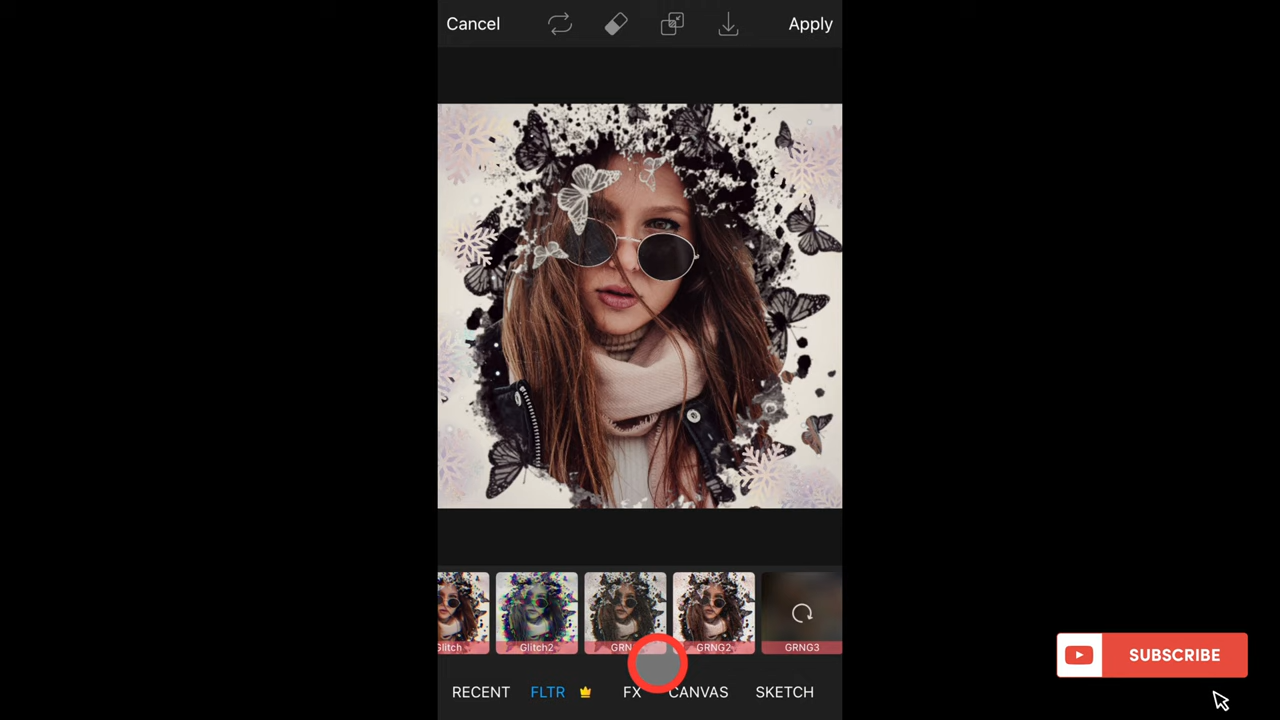 Cancel
Apply
Glitch
Glitch2
GRNG2
GRNG3
RECENT
FLTR
FX
CANVAS
SKETCH
SUBSCRIBE